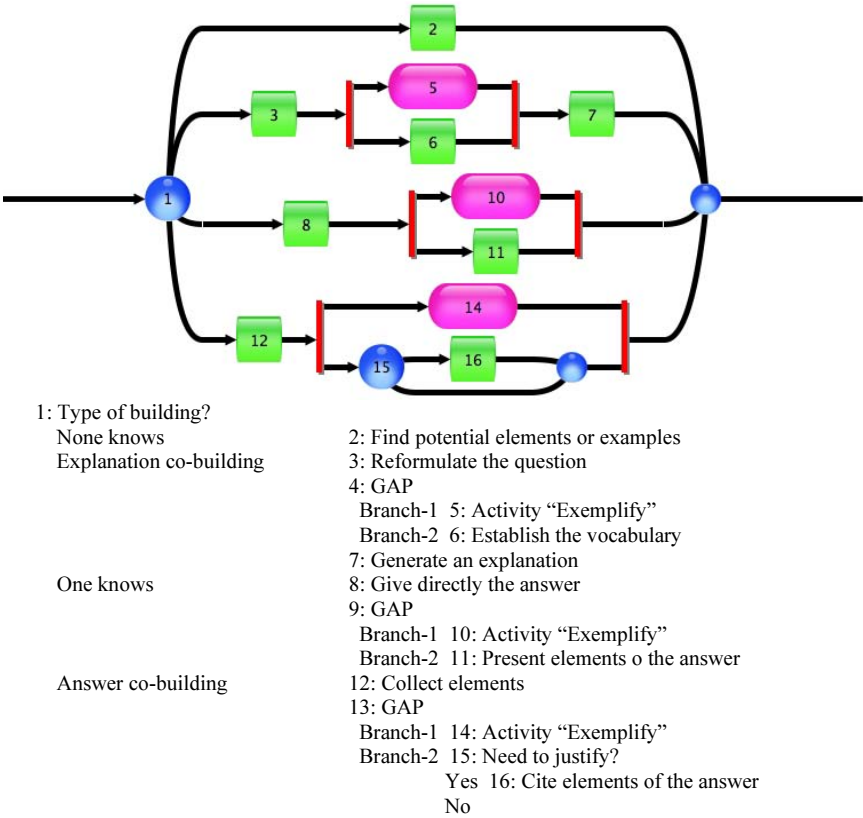 2
5
3
7
6
1
10
8
11
14
12
16
15
1: Type of building?
None knows 2: Find potential elements or examples
Explanation co-building 3: Reformulate the question
4: GAP
Branch-1 5: Activity “Exemplify”
Branch-2 6: Establish the vocabulary
7: Generate an explanation
One knows 8: Give directly the answer
9: GAP
Branch-1 10: Activity “Exemplify”
Branch-2 11: Present elements o the answer
Answer co-building 12: Collect elements
13: GAP
Branch-1 14: Activity “Exemplify”
Branch-2 15: Need to justify?
Yes 16: Cite elements of the answer
No